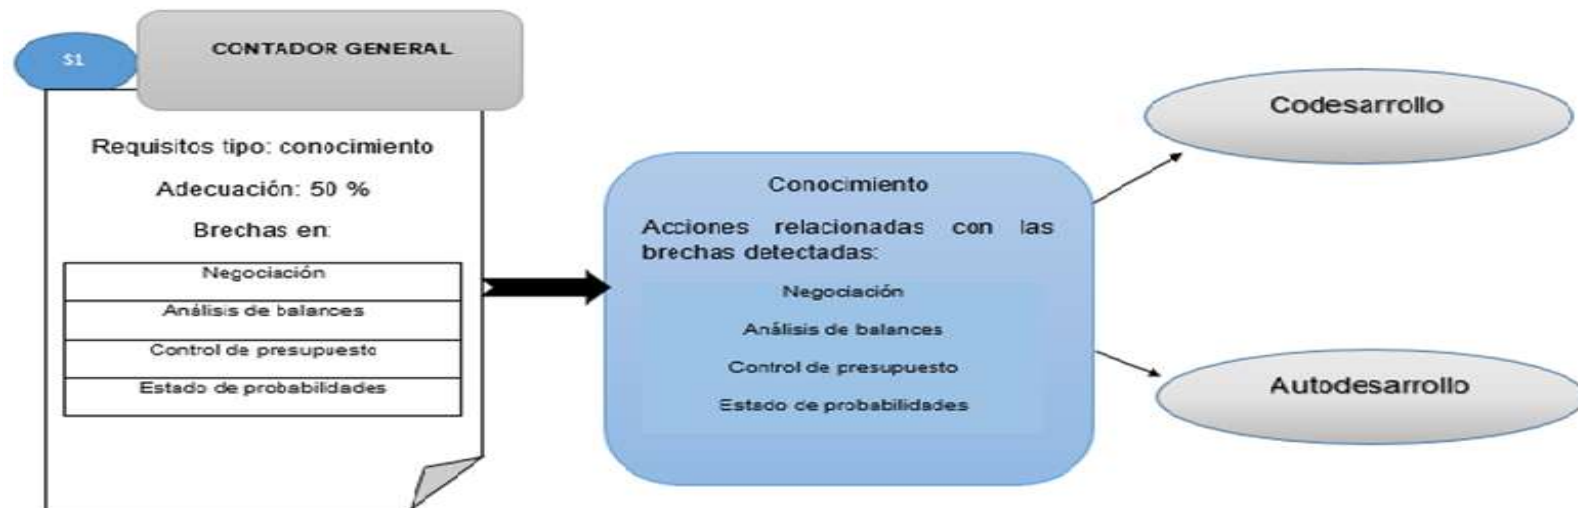 S1
CONTADOR GENERAL
Requisitos tipo: conocimiento
Adecuación: 50 %
Brechas en:
Negociación
Análisis de balances
Control de presupuesto
Estado de probabilidades
Conocimiento
Acciones relacionadas con las
brechas detectadas:
Negociación
Análisis de balances
Control de presupuesto
Estado de probabilidades
Codesarrollo
Autodesarrollo